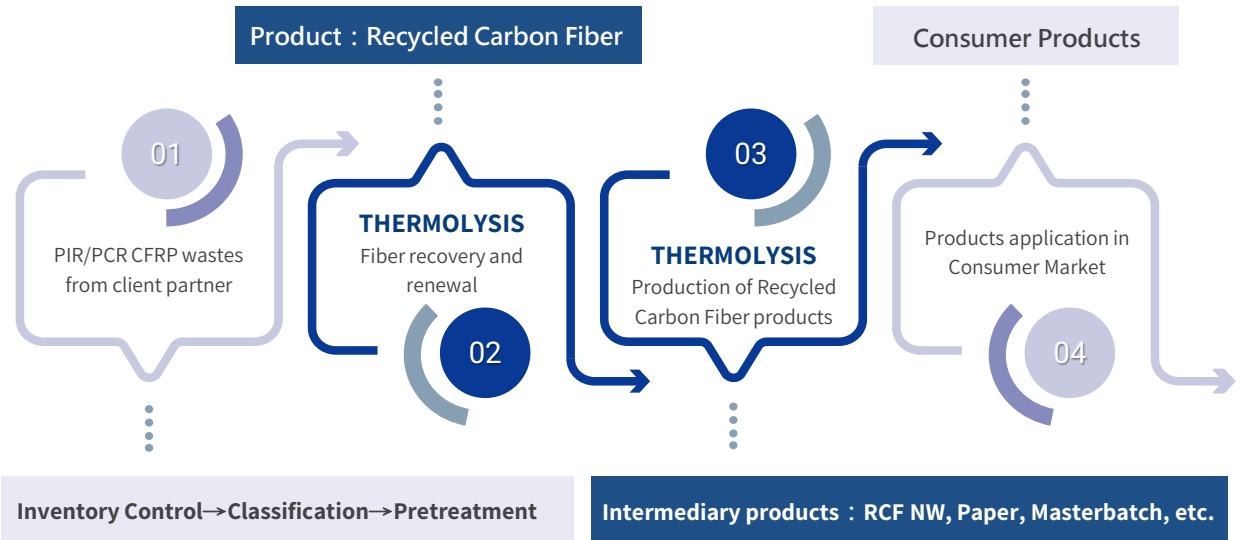 Product：Recycled Carbon Fiber
Consumer Products
01
PIR/PCR CFRP wastes
from client partner
THERMOLYSIS
Fiber recovery and
renewal
02
03
THERMOLYSIS
Production of Recycled
Carbon Fiber products
Products application in
Consumer Market
04
Inventory Control→Classification→Pretreatment
Intermediary products：RCF NW, Paper, Masterbatch, etc.